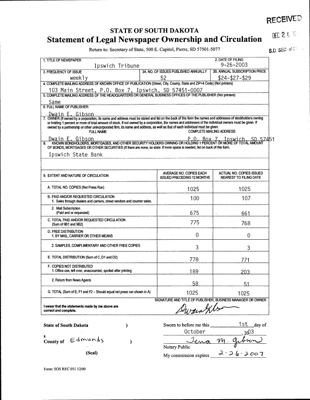 RECEIVED
STATE OF SOUTH DAKOTA
Statement of Legal Newspaper Ownership and Circulation
Return to: Secretary of State, 500 E. Capitol, Pierre, SD 57501-5077
1. TITLE OF NEWSPAPER
Ipswich Tribune
2. DATE OF FILING
9-26-2003
3. FREQUENCY OF ISSUE
weekly
3A. NO. OF ISSUES PUBLISHED ANNUALLY
52
3B. ANNUAL SUBSCRIPTION PRICE
$24-$27-$29
4. COMPLETE MAILING ADDRESS OF KNOWN OFFICE OF PUBLICATION (Street, City, County, State and ZIP+4 Code) (Not printers)
103 Main Street, P.O. Box 7, Ipswich, SD 57451-0007
5. COMPLETE MAILING ADDRESS OF THE HEADQUARTERS OR GENERAL BUSINESS OFFICES OF THE PUBLISHER (Not printer)
Same
6. FULL NAME OF PUBLISHER:
Dwain E. Gibson
7. OWNER (If owned by a corporation, its name and address must be stated and list on the back of this form the names and addresses of stockholders owning
or holding 1 percent or more of total amount of stock. If not owned by a corporation, the names and addresses of the individual owners must be given. If
owned by a partnership or other unincorporated firm, its name and address, as well as that of each individual must be given.
FULL NAME
COMPLETE MAILING ADDRESS
Dwain E. Gibson
P.O. Box 7, Ipswich, SD 57451
8. KNOWN BONDHOLDERS, MORTGAGEES, AND OTHER SECURITY HOLDERS OWNING OR HOLDING 1 PERCENT OR MORE OF TOTAL AMOUNT
OF BONDS, MORTGAGES OR OTHER SECURITIES (If there are none, so state. If more space is needed, list on back of this form.
Ipswich State Bank
9. EXTENT AND NATURE OF CIRCULATION
AVERAGE NO. COPIES EACH
ISSUED PRECEDING 12 MONTHS
ACTUAL NO. COPIES ISSUED
NEAREST TO FILING DATE
A. TOTAL NO. COPIES (Net Press Run)
1025
1025
B. PAID AND/OR REQUESTED CIRCULATION
1. Sales through dealers and carriers, street vendors and counter sales.
100
107
2. Mail Subscription
(Paid and or requested)
675
661
C. TOTAL PAID AND/OR REQUESTED CIRCULATION
(Sum of 9B1 and 9B2)
775
768
D. FREE DISTRIBUTION
1. BY MAIL, CARRIER OR OTHER MEANS
0
0
2. SAMPLES, COMPLIMENTARY AND OTHER FREE COPIES
3
3
E. TOTAL DISTRIBUTION (Sum of C, D1 and D2)
778
771
F. COPIES NOT DISTRIBUTED
1. Office use, left over, unaccounted, spoiled after printing
189
203
2. Return from News Agents
58
51
G. TOTAL (Sum of E, F1 and F2 - Should equal net press run shown in A)
1025
1025
I swear that the statements made by me above are
correct and complete.
SIGNATURE AND TITLE OF PUBLISHER, BUSINESS MANAGER OR OWNER
State of South Dakota )
County of Edmunds )
(Seal)
Sworn to before me this 1st day of
October
Notary Public
My commission expires 2-26-2007
Form: SOS REC 051 12/00